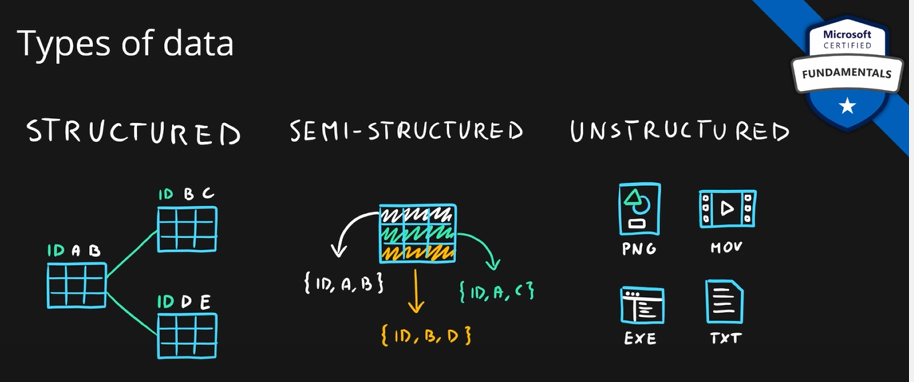 Types of data
Microsoft
CERTIFIED
FUNDAMENTALS
STRUCTURED
SEMI-STRUCTURED
UNSTRUCTURED
ID B C
ID A B
ID D E
{ID, A, B}
{ID, A, C}
{ID, B, D}
PNG
MOV
EXE
TXT